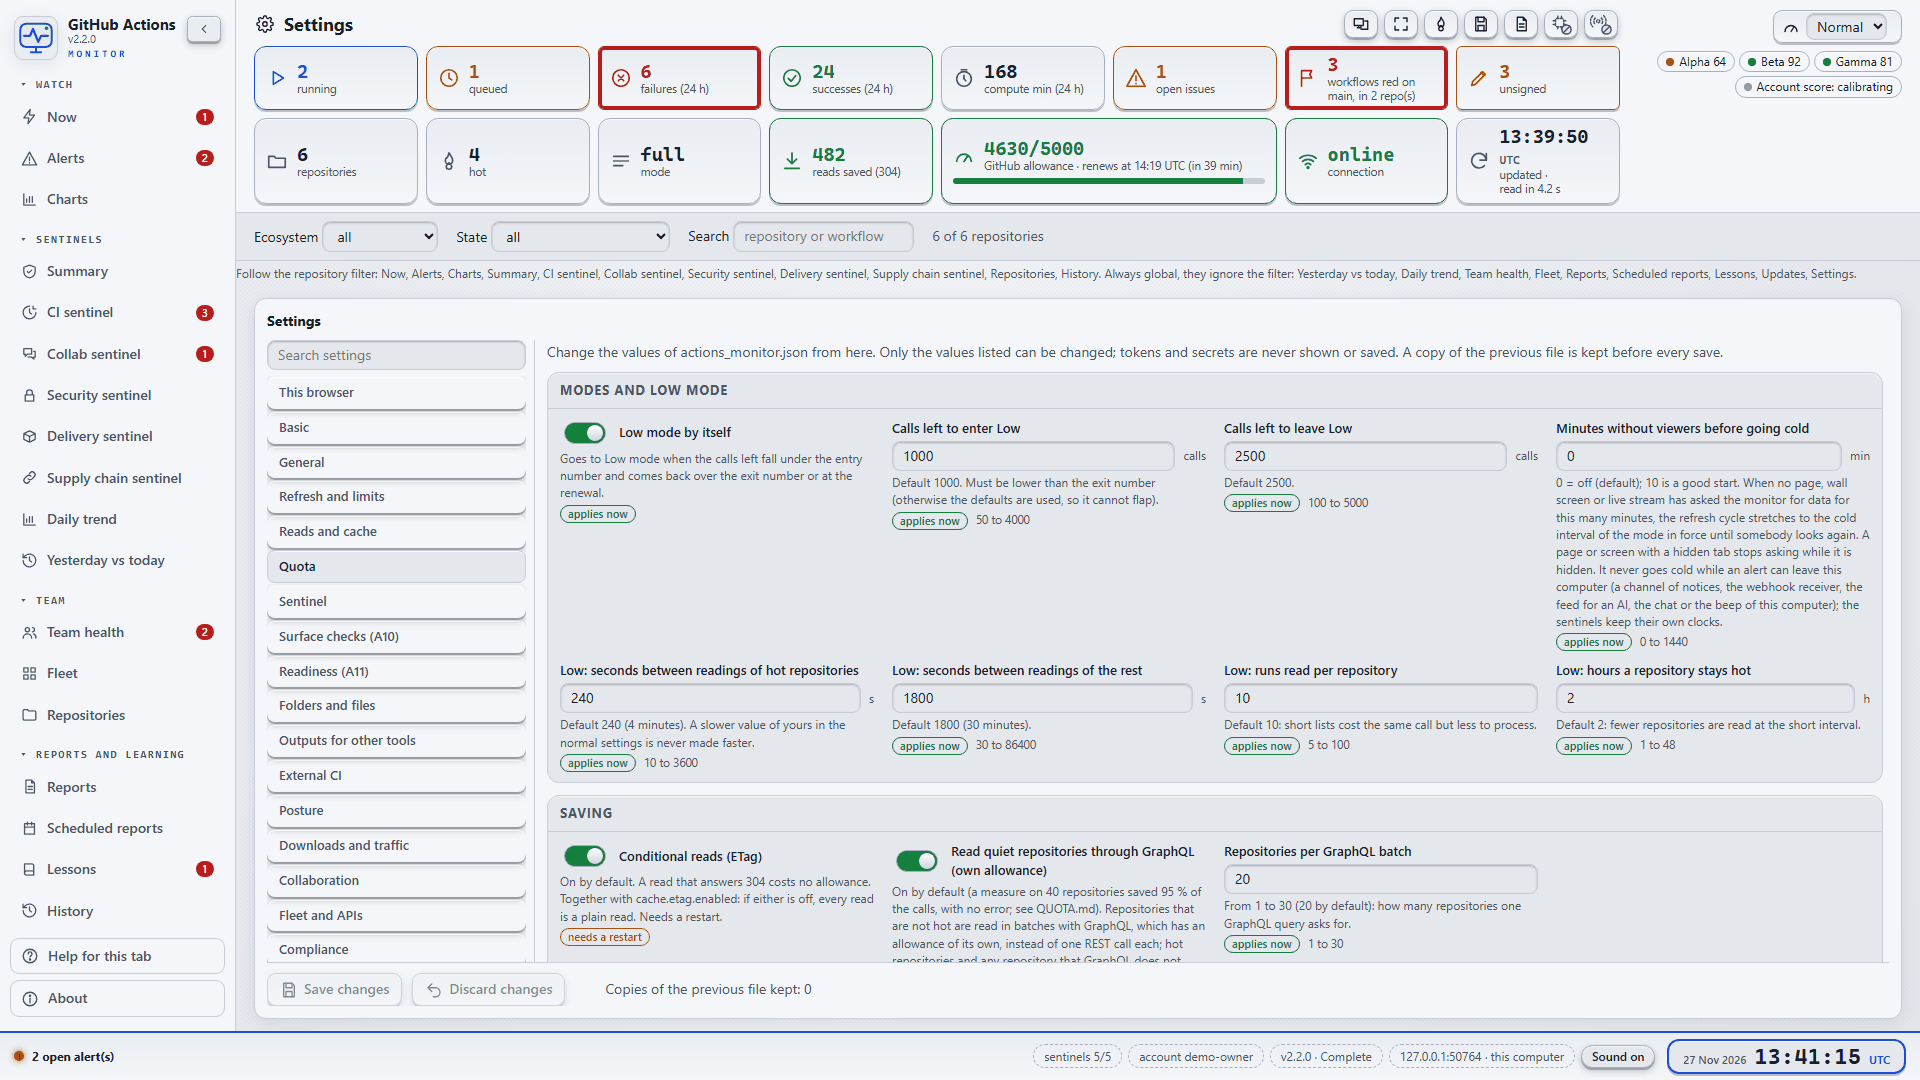 GitHub Actions
v2.2.0
MONITOR
WATCH
Now 1
Alerts 2
Charts
SENTINELS
Summary
CI sentinel 3
Collab sentinel 1
Security sentinel
Delivery sentinel
Supply chain sentinel
Daily trend
Yesterday vs today
TEAM
Team health 2
Fleet
Repositories
REPORTS AND LEARNING
Reports
Scheduled reports
Lessons 1
History
Help for this tab
About
Settings
Normal
2
running
1
queued
6
failures (24 h)
24
successes (24 h)
168
compute min (24 h)
1
open issues
3
workflows red on
main, in 2 repo(s)
3
unsigned
Alpha 64
Beta 92
Gamma 81
Account score: calibrating
6
repositories
4
hot
full
mode
482
reads saved (304)
4630/5000
GitHub allowance · renews at 14:19 UTC (in 39 min)
online
connection
13:39:50
UTC
updated ·
read in 4.2 s
Ecosystem all State all Search repository or workflow 6 of 6 repositories
Follow the repository filter: Now, Alerts, Charts, Summary, CI sentinel, Collab sentinel, Security sentinel, Delivery sentinel, Supply chain sentinel, Repositories, History. Always global, they ignore the filter: Yesterday vs today, Daily trend, Team health, Fleet, Reports, Scheduled reports, Lessons, Updates, Settings.
Settings
Search settings
This browser
Basic
General
Refresh and limits
Reads and cache
Quota
Sentinel
Surface checks (A10)
Readiness (A11)
Folders and files
Outputs for other tools
External CI
Posture
Downloads and traffic
Collaboration
Fleet and APIs
Compliance
Change the values of actions_monitor.json from here. Only the values listed can be changed; tokens and secrets are never shown or saved. A copy of the previous file is kept before every save.
MODES AND LOW MODE
Low mode by itself
Goes to Low mode when the calls left fall under the entry
number and comes back over the exit number or at the
renewal.
applies now
Calls left to enter Low
1000 calls
Default 1000. Must be lower than the exit number
(otherwise the defaults are used, so it cannot flap).
applies now 50 to 4000
Calls left to leave Low
2500 calls
Default 2500.
applies now 100 to 5000
Minutes without viewers before going cold
0 min
0 = off (default); 10 is a good start. When no page, wall
screen or live stream has asked the monitor for data for
this many minutes, the refresh cycle stretches to the cold
interval of the mode in force until somebody looks again. A
page or screen with a hidden tab stops asking while it is
hidden. It never goes cold while an alert can leave this
computer (a channel of notices, the webhook receiver, the
feed for an AI, the chat or the beep of this computer); the
sentinels keep their own clocks.
applies now 0 to 1440
Low: seconds between readings of hot repositories
240 s
Default 240 (4 minutes). A slower value of yours in the
normal settings is never made faster.
applies now 10 to 3600
Low: seconds between readings of the rest
1800 s
Default 1800 (30 minutes).
applies now 30 to 86400
Low: runs read per repository
10
Default 10: short lists cost the same call but less to process.
applies now 5 to 100
Low: hours a repository stays hot
2 h
Default 2: fewer repositories are read at the short interval.
applies now 1 to 48
SAVING
Conditional reads (ETag)
On by default. A read that answers 304 costs no allowance.
Together with cache.etag.enabled: if either is off, every read
is a plain read. Needs a restart.
needs a restart
Read quiet repositories through GraphQL
(own allowance)
On by default (a measure on 40 repositories saved 95 % of
the calls, with no error; see QUOTA.md). Repositories that
are not hot are read in batches with GraphQL, which has an
allowance of its own, instead of one REST call each; hot
repositories and any repository that GraphQL does not
Repositories per GraphQL batch
20
From 1 to 30 (20 by default): how many repositories one
GraphQL query asks for.
applies now 1 to 30
Save changes
Discard changes
Copies of the previous file kept: 0
2 open alert(s)
sentinels 5/5
account demo-owner
v2.2.0 · Complete
127.0.0.1:50764 · this computer
Sound on
27 Nov 2026 13:41:15 UTC